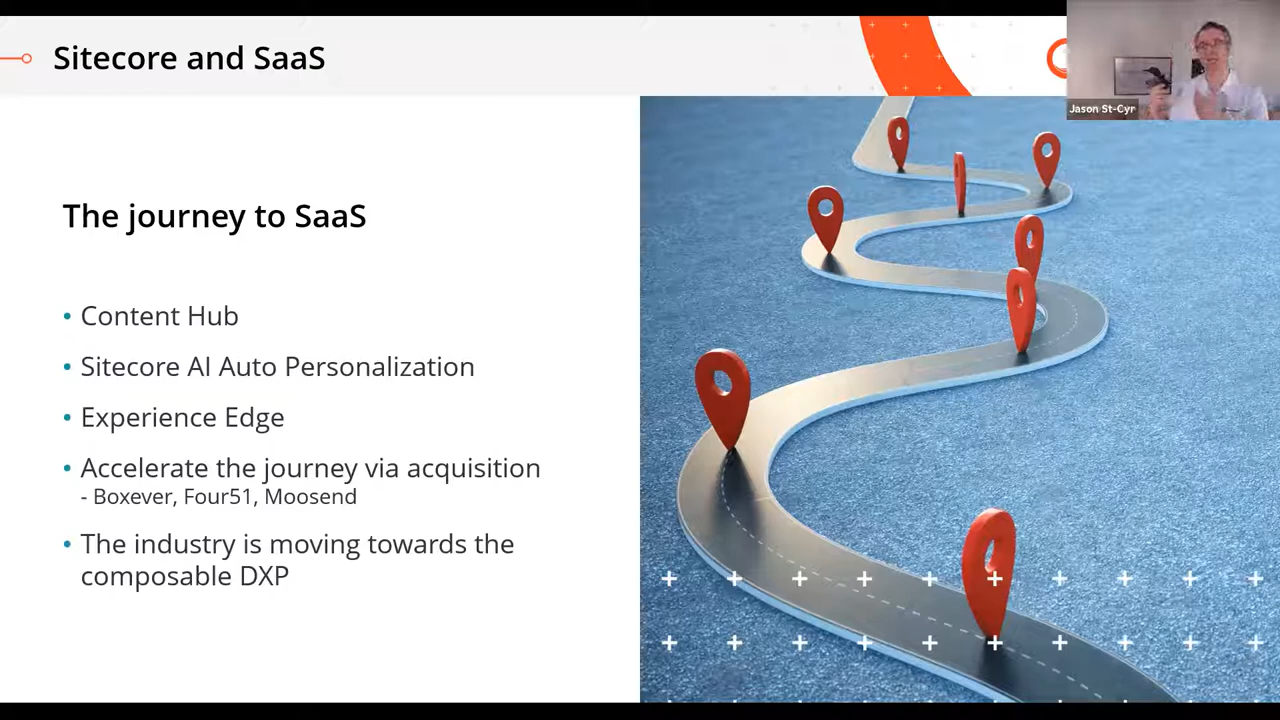 Sitecore and SaaS
Jason St-Cyr
The journey to SaaS
• Content Hub
• Sitecore AI Auto Personalization
• Experience Edge
• Accelerate the journey via acquisition
- Boxever, Four51, Moosend
• The industry is moving towards the
composable DXP